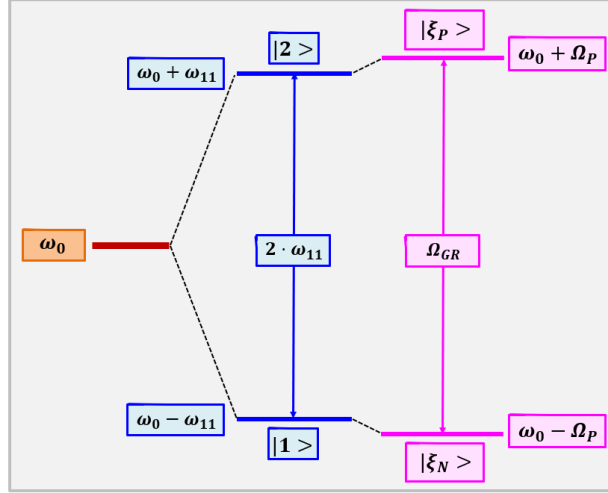 |ξ_P >
|2 >
ω₀ + ω₁₁
ω₀ + Ω_P
ω₀
2 · ω₁₁
Ω_GR
ω₀ − ω₁₁
|1 >
ω₀ − Ω_P
|ξ_N >